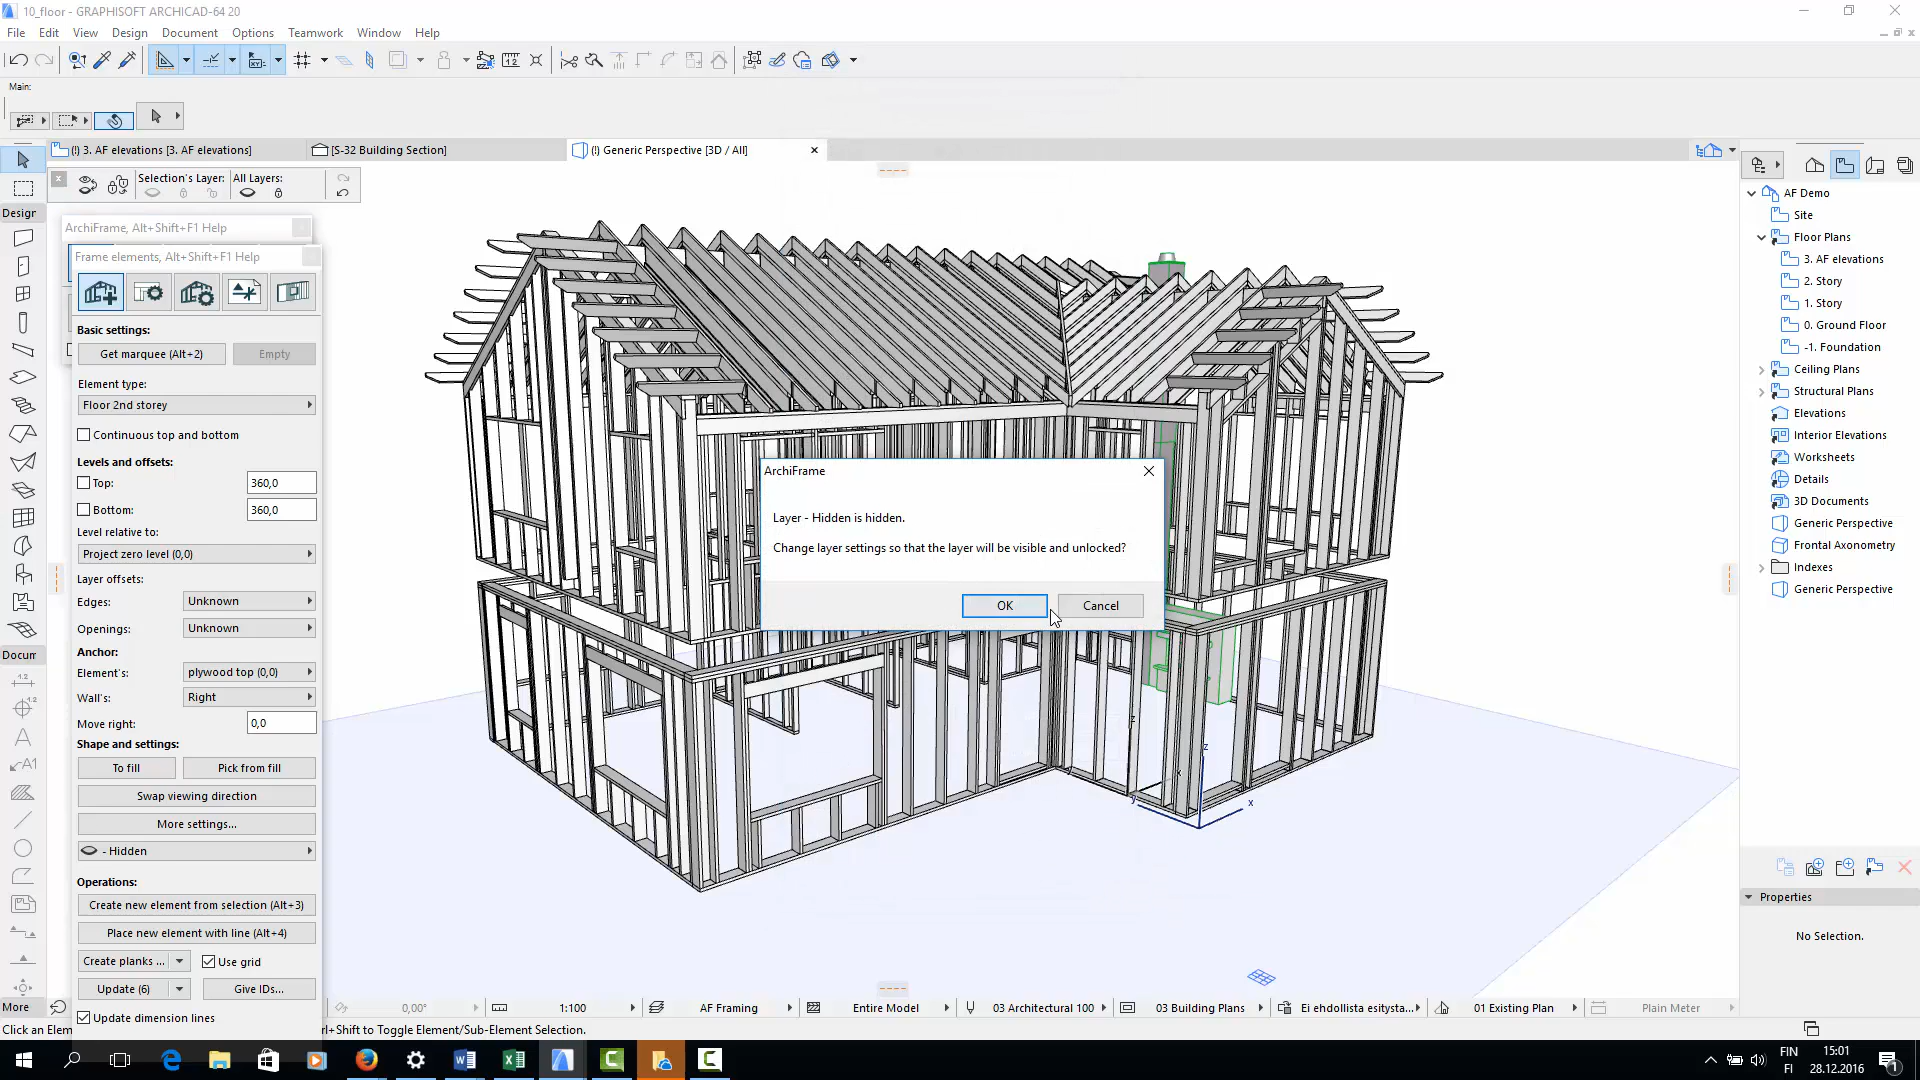 10_floor - GRAPHISOFT ARCHICAD-64 20
File Edit View Design Document Options Teamwork Window Help
Main:
(!) 3. AF elevations [3. AF elevations]
[S-32 Building Section]
(!) Generic Perspective [3D / All]
Selection's Layer: All Layers:
Design
ArchiFrame, Alt+Shift+F1 Help
Frame elements, Alt+Shift+F1 Help
Basic settings:
Get marquee (Alt+2) Empty
Element type:
Floor 2nd storey
Continuous top and bottom
Levels and offsets:
Top: 360,0
Bottom: 360,0
Level relative to:
Project zero level (0,0)
Layer offsets:
Edges: Unknown
Openings: Unknown
Anchor:
Element's: plywood top (0,0)
Wall's: Right
Move right: 0,0
Shape and settings:
To fill Pick from fill
Swap viewing direction
More settings...
- Hidden
Operations:
Create new element from selection (Alt+3)
Place new element with line (Alt+4)
Create planks ... Use grid
Update (6) Give IDs...
Update dimension lines
Docum
1.2
A
A1
1.2
More
ArchiFrame
Layer - Hidden is hidden.
Change layer settings so that the layer will be visible and unlocked?
OK Cancel
z
z
x
y
x
AF Demo
Site
Floor Plans
3. AF elevations
2. Story
1. Story
0. Ground Floor
-1. Foundation
Ceiling Plans
Structural Plans
Elevations
Interior Elevations
Worksheets
Details
3D Documents
Generic Perspective
Frontal Axonometry
Indexes
Generic Perspective
Properties
No Selection.
0,00° 1:100 AF Framing Entire Model 03 Architectural 100 03 Building Plans Ei ehdollista esitysta... 01 Existing Plan Plain Meter
Click an Elem
rl+Shift to Toggle Element/Sub-Element Selection.
FIN
FI
15:01
28.12.2016
1